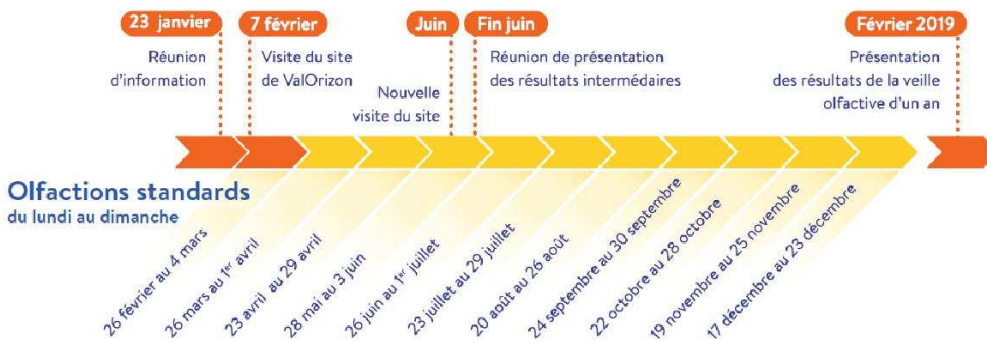 23 janvier
Réunion
d'information
7 février
Visite du site
de ValOrizon
Juin
Nouvelle
visite du site
Fin juin
Réunion de présentation
des résultats intermédaires
Février 2019
Présentation
des résultats de la veille
olfactive d'un an
Olfactions standards
du lundi au dimanche
26 février au 4 mars
26 mars au 1er avril
23 avril au 29 avril
28 mai au 3 juin
26 juin au 1er juillet
23 juillet au 29 juillet
20 août au 26 août
24 septembre au 30 septembre
22 octobre au 28 octobre
19 novembre au 25 novembre
17 décembre au 23 décembre